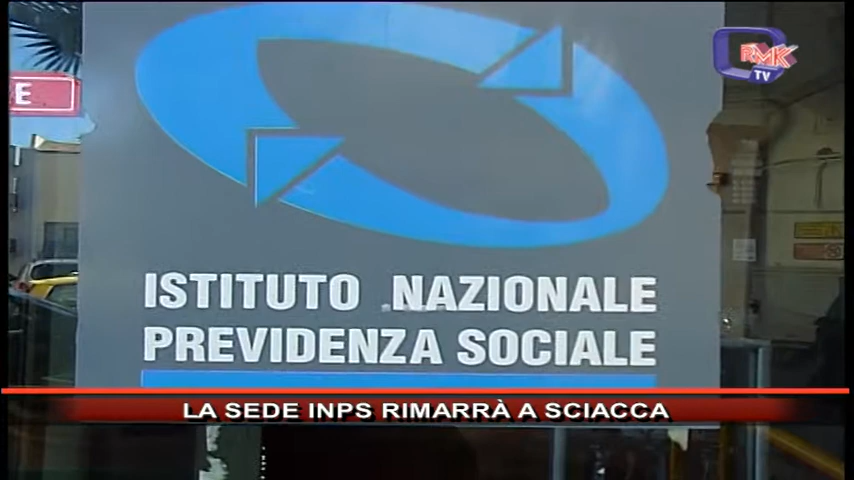 E
RMK
TV
ISTITUTO NAZIONALE
PREVIDENZA SOCIALE
LA SEDE INPS RIMARRÀ A SCIACCA